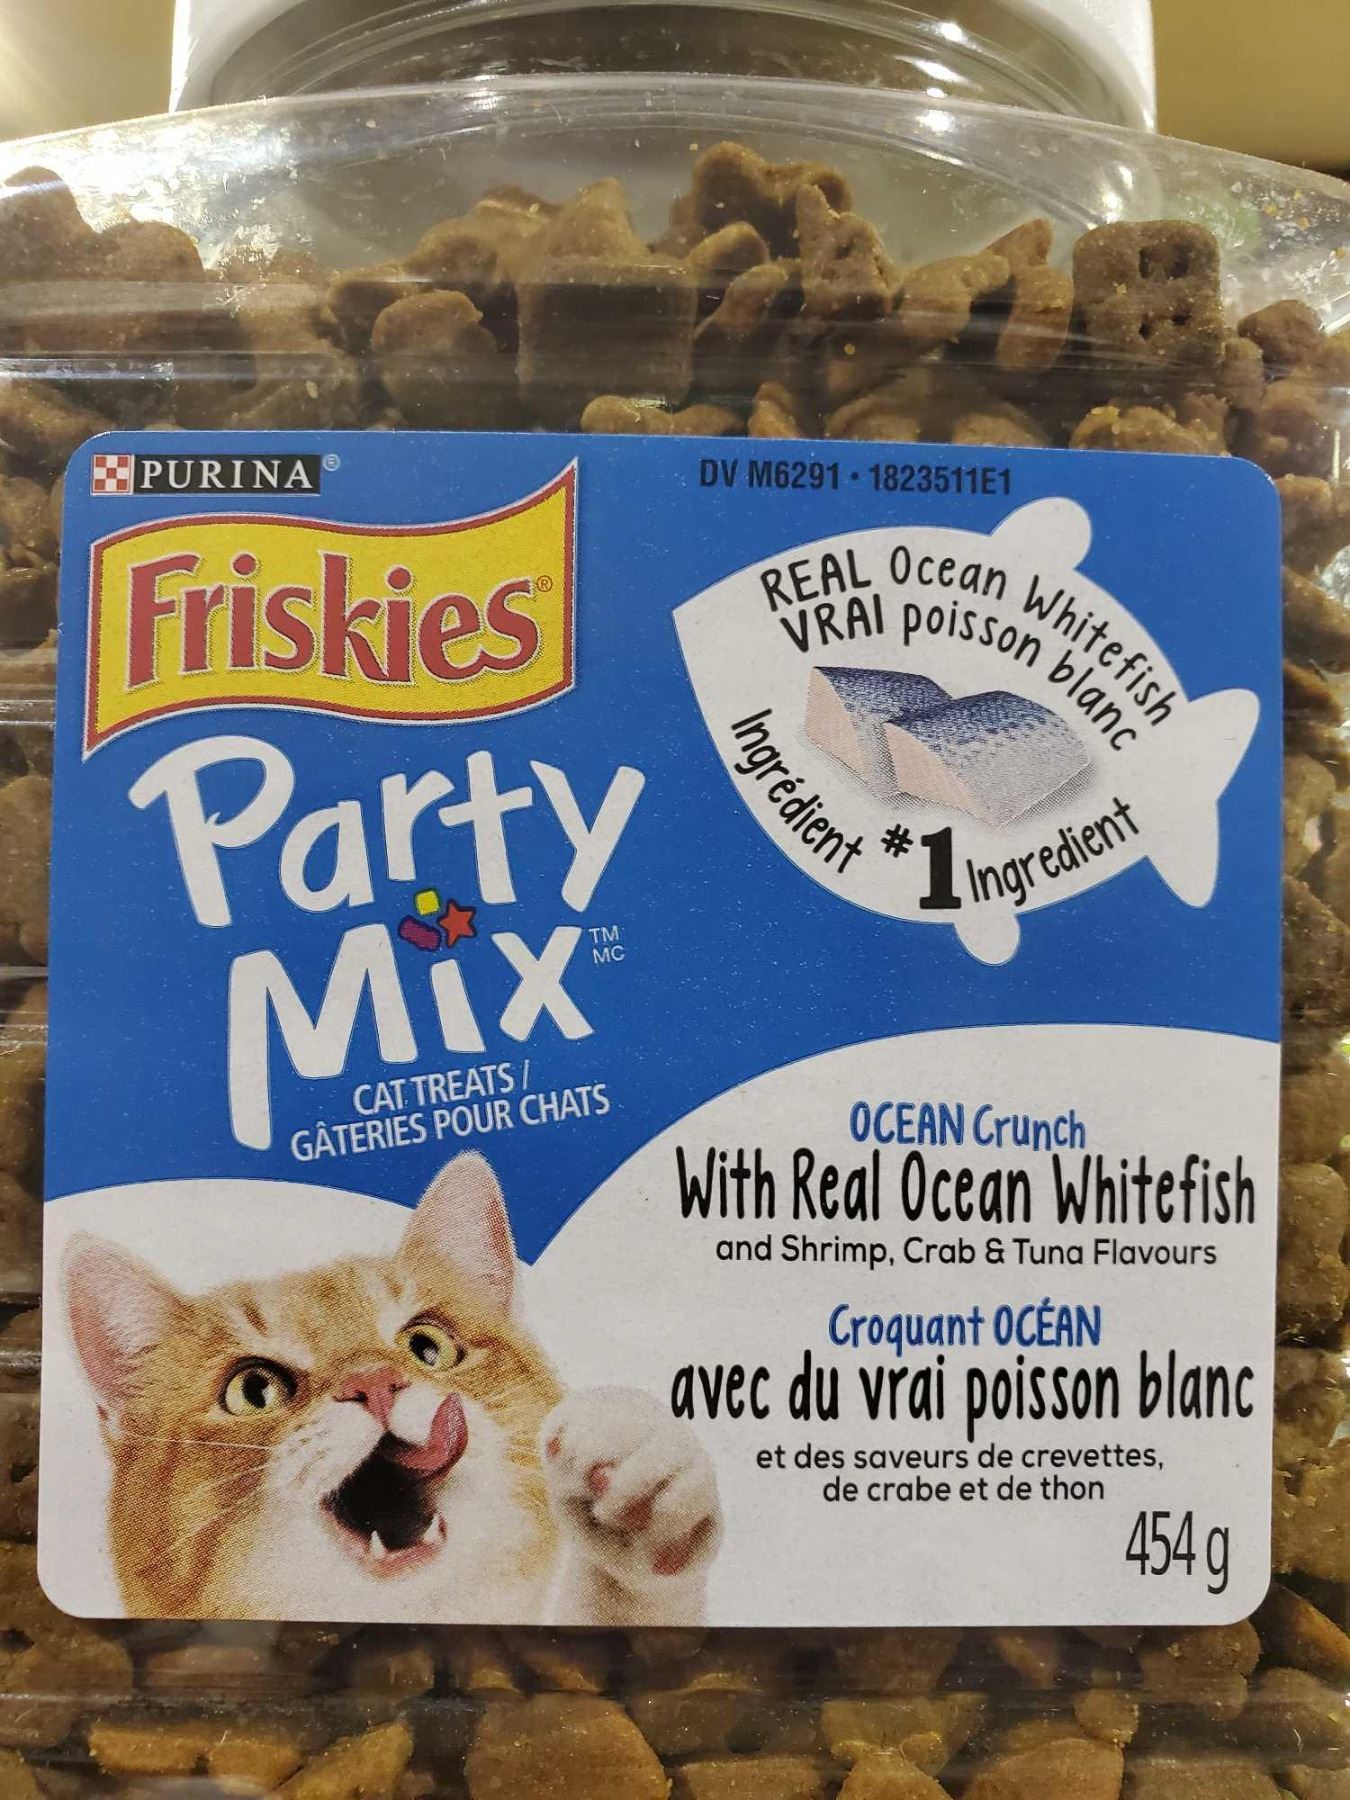 PURINA®
DV M6291 • 1823511E1
Friskies®
Party
Mix TM
MC
CAT TREATS /
GÂTERIES POUR CHATS
REAL Ocean Whitefish
VRAI poisson blanc
Ingrédient #1 Ingredient
OCEAN Crunch
With Real Ocean Whitefish
and Shrimp, Crab & Tuna Flavours
Croquant OCÉAN
avec du vrai poisson blanc
et des saveurs de crevettes,
de crabe et de thon
454 g